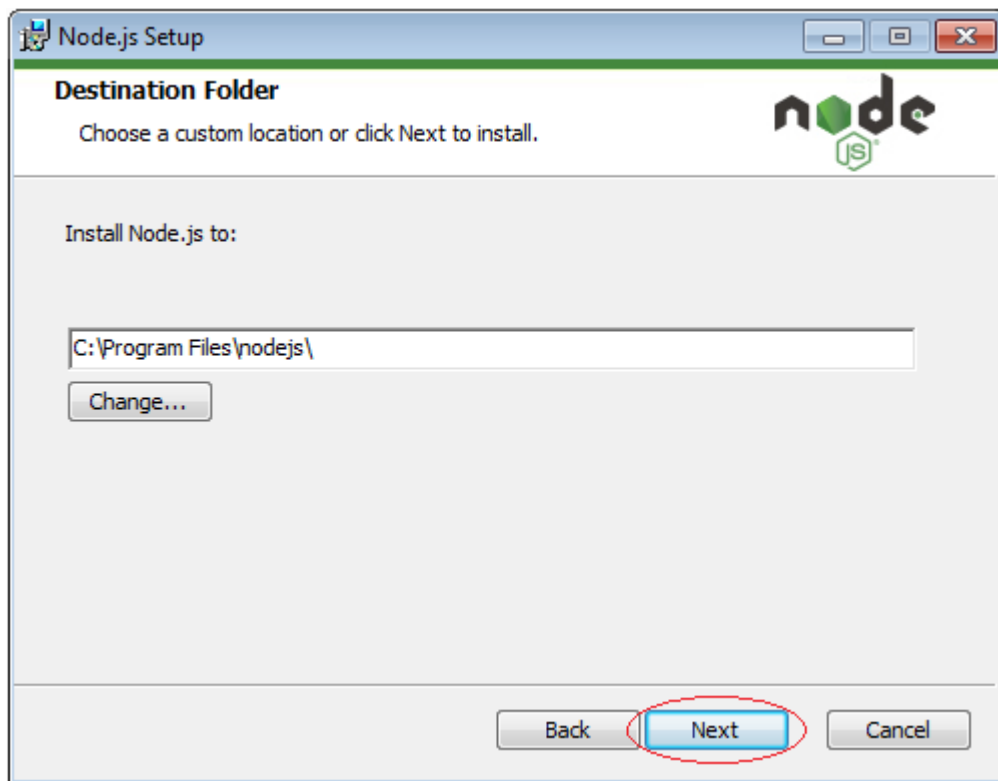 Node.js Setup
Destination Folder
Choose a custom location or click Next to install.
node
JS
Install Node.js to:
C:\Program Files\nodejs\
Change...
Back Next Cancel